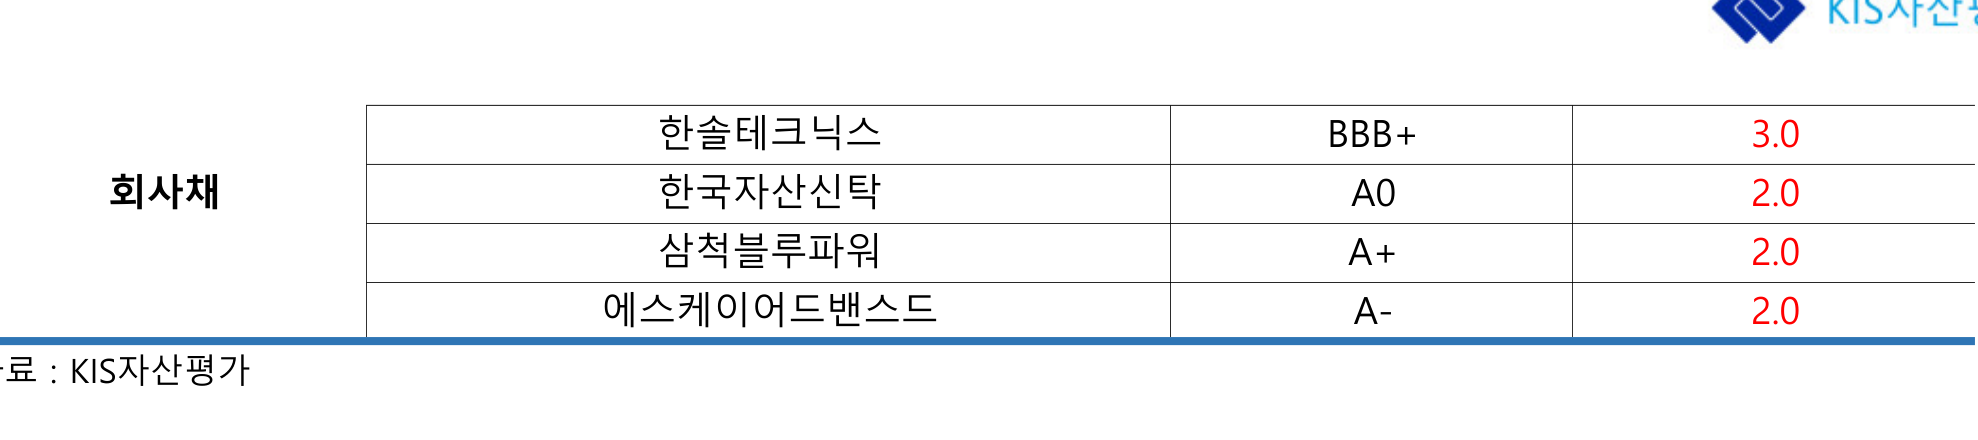 KIS자산
한솔테크닉스 BBB+ 3.0
회사채 한국자산신탁 A0 2.0
삼척블루파워 A+ 2.0
에스케이어드밴스드 A- 2.0
료 : KIS자산평가